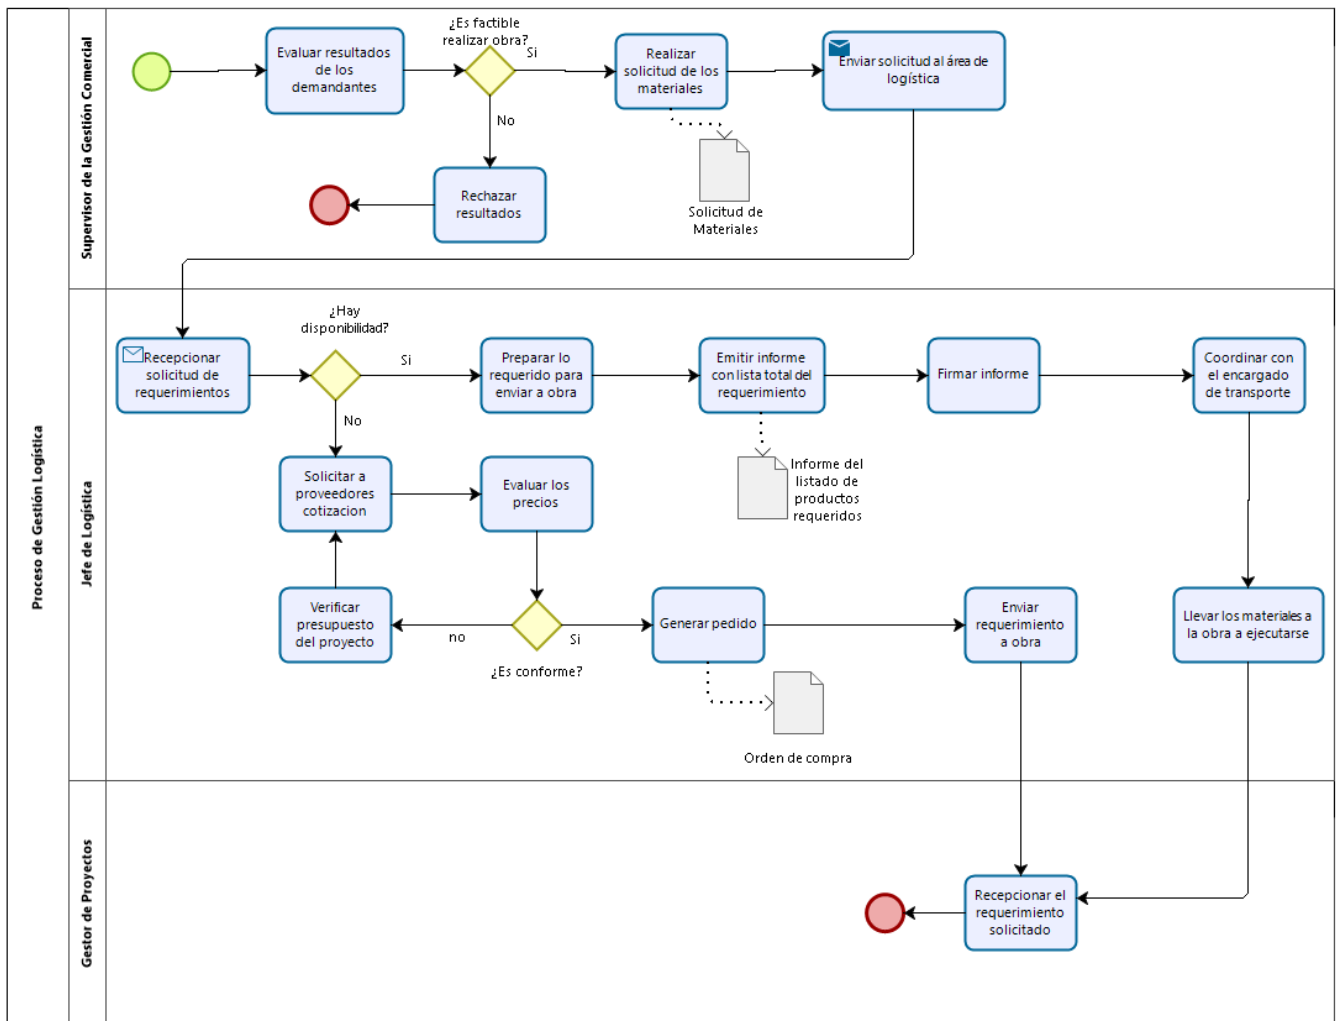 Proceso de Gestión Logística
Supervisor de la Gestión Comercial
Evaluar resultados
de los
demandantes
¿Es factible
realizar obra?
Si
No
Realizar
solicitud de los
materiales
Enviar solicitud al área de
logística
Rechazar
resultados
Solicitud de
Materiales
Jefe de Logística
Recepcionar
solicitud de
requerimientos
¿Hay
disponibilidad?
Si
No
Preparar lo
requerido para
enviar a obra
Emitir informe
con lista total del
requerimiento
Firmar informe
Coordinar con
el encargado
de transporte
Informe del
listado de
productos
requeridos
Solicitar a
proveedores
cotizacion
Evaluar los
precios
Verificar
presupuesto
del proyecto
no
Si
¿Es conforme?
Generar pedido
Orden de compra
Enviar
requerimiento
a obra
Llevar los materiales a
la obra a ejecutarse
Gestor de Proyectos
Recepcionar el
requerimiento
solicitado